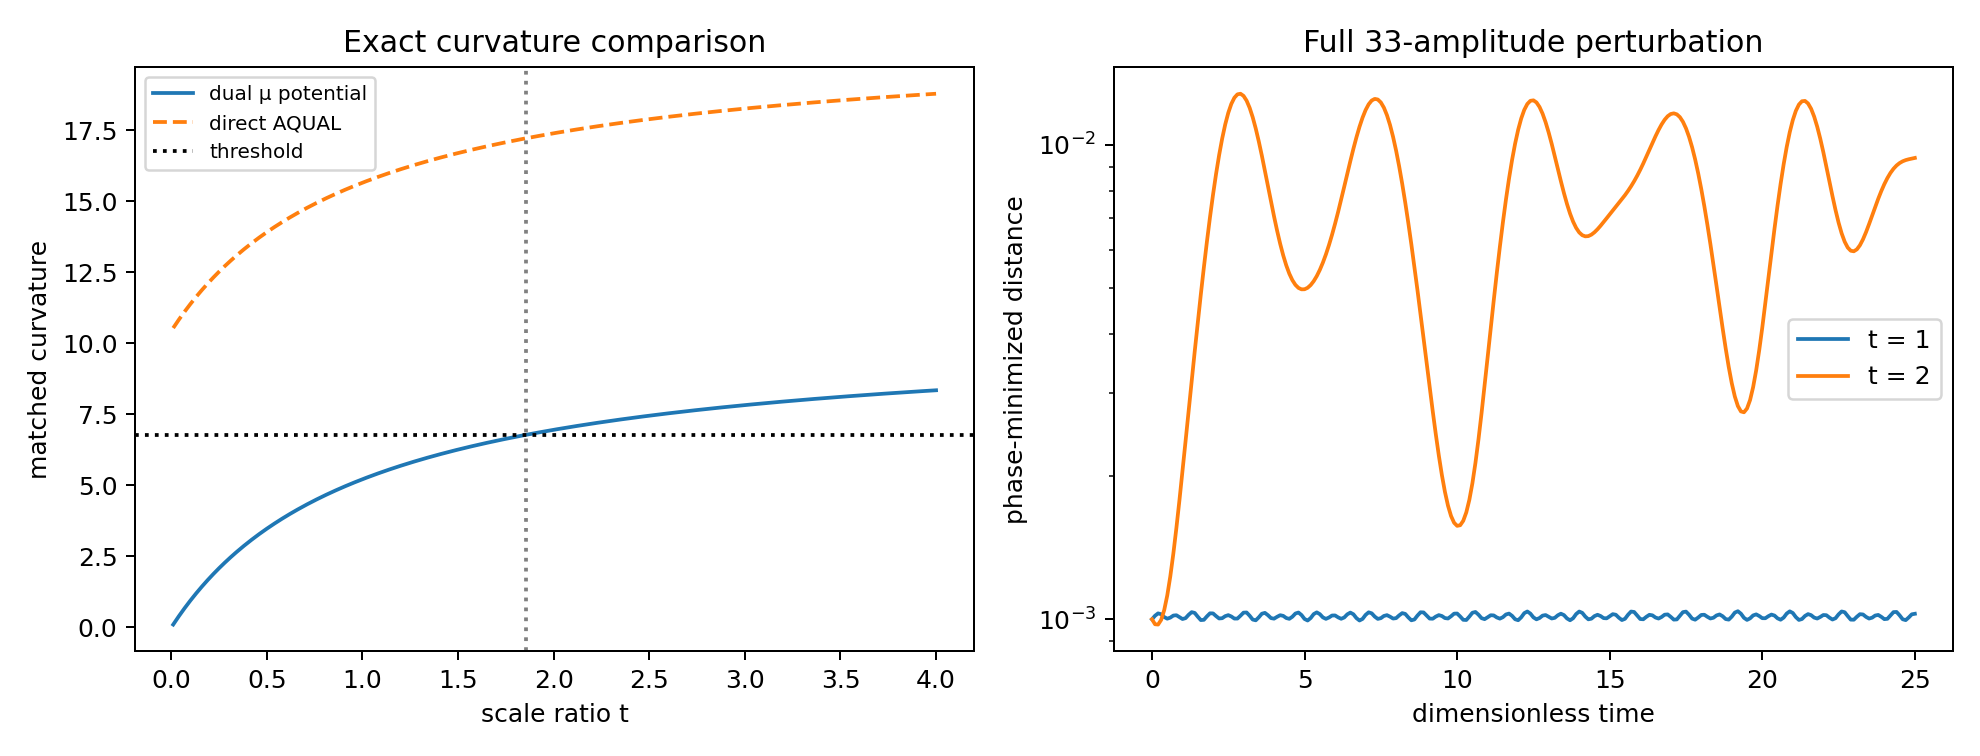 Exact curvature comparison
dual μ potential
direct AQUAL
threshold
matched curvature
17.5
15.0
12.5
10.0
7.5
5.0
2.5
0.0
0.0 0.5 1.0 1.5 2.0 2.5 3.0 3.5 4.0
scale ratio t
Full 33-amplitude perturbation
phase-minimized distance
10⁻²
10⁻³
t = 1
t = 2
0 5 10 15 20 25
dimensionless time